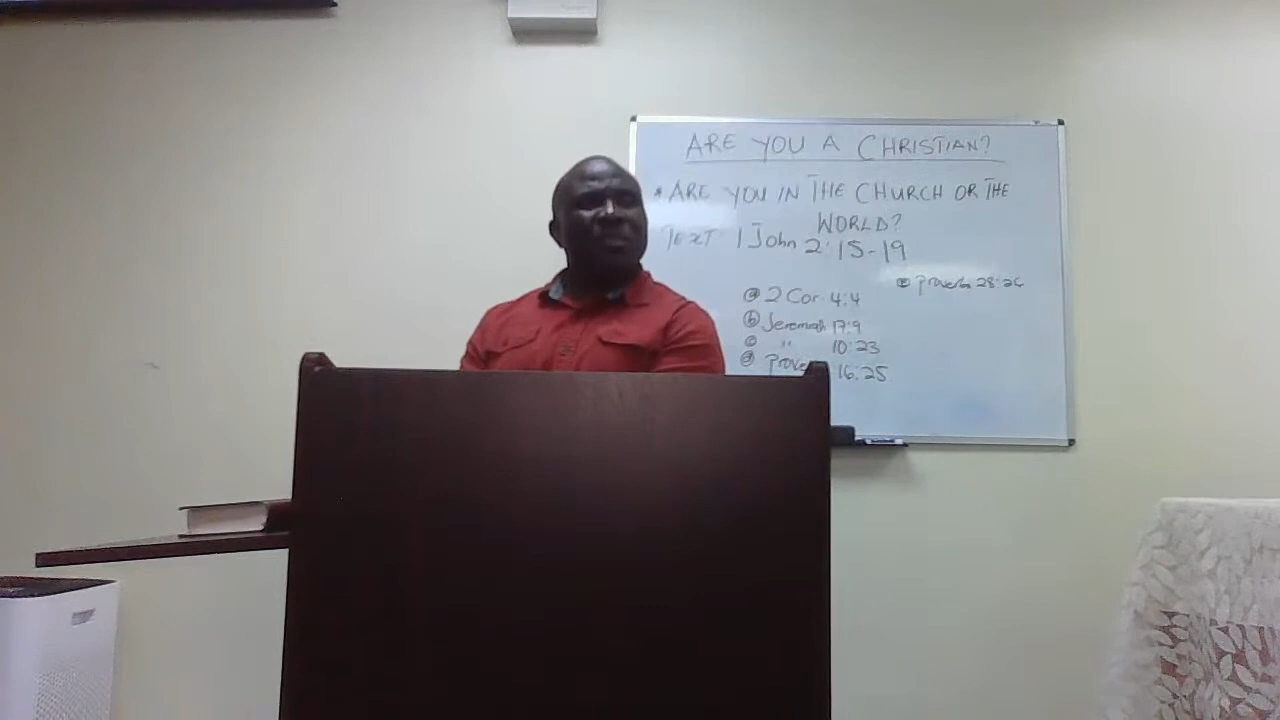 ARE YOU A CHRISTIAN?
* ARE YOU IN THE CHURCH OR THE
WORLD?
TEXT 1 John 2:15-19
ⓐ 2 Cor. 4:4
ⓑ Jeremiah 17:9
ⓒ " 10:23
ⓓ Prove 16:25
ⓔ Proverbs 28:26